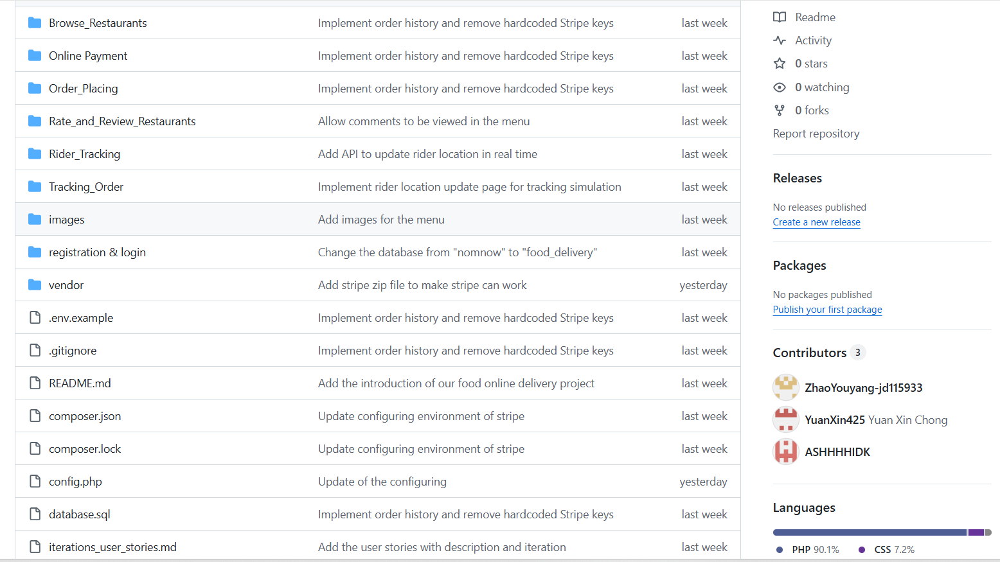 Browse_Restaurants Implement order history and remove hardcoded Stripe keys last week
Online Payment Implement order history and remove hardcoded Stripe keys last week
Order_Placing Implement order history and remove hardcoded Stripe keys last week
Rate_and_Review_Restaurants Allow comments to be viewed in the menu last week
Rider_Tracking Add API to update rider location in real time last week
Tracking_Order Implement rider location update page for tracking simulation last week
images Add images for the menu last week
registration & login Change the database from "nomnow" to "food_delivery" last week
vendor Add stripe zip file to make stripe can work yesterday
.env.example Implement order history and remove hardcoded Stripe keys last week
.gitignore Implement order history and remove hardcoded Stripe keys last week
README.md Add the introduction of our food online delivery project last week
composer.json Update configuring environment of stripe last week
composer.lock Update configuring environment of stripe last week
config.php Update of the configuring yesterday
database.sql Implement order history and remove hardcoded Stripe keys last week
iterations_user_stories.md Add the user stories with description and iteration last week
Readme
Activity
0 stars
0 watching
0 forks
Report repository
Releases
No releases published
Create a new release
Packages
No packages published
Publish your first package
Contributors 3
ZhaoYouyang-jd115933
YuanXin425 Yuan Xin Chong
ASHHHHIDK
Languages
PHP 90.1% CSS 7.2%